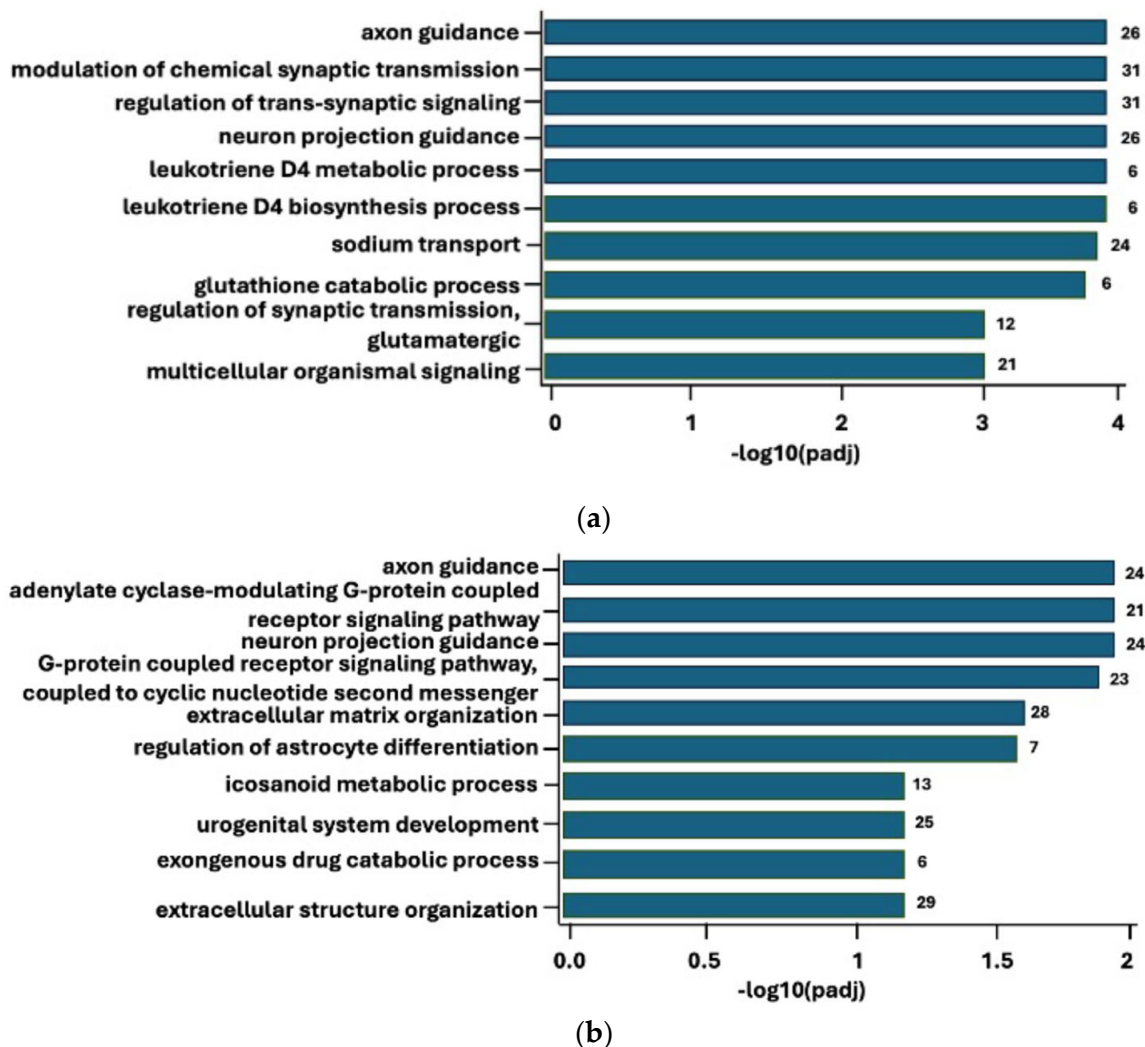 axon guidance 26
modulation of chemical synaptic transmission 31
regulation of trans-synaptic signaling 31
neuron projection guidance 26
leukotriene D4 metabolic process 6
leukotriene D4 biosynthesis process 6
sodium transport 24
glutathione catabolic process 6
regulation of synaptic transmission,
glutamatergic 12
multicellular organismal signaling 21
0 1 2 3 4
-log10(padj)
(a)
axon guidance 24
adenylate cyclase-modulating G-protein coupled
receptor signaling pathway 21
neuron projection guidance 24
G-protein coupled receptor signaling pathway,
coupled to cyclic nucleotide second messenger 23
extracellular matrix organization 28
regulation of astrocyte differentiation 7
icosanoid metabolic process 13
urogenital system development 25
exongenous drug catabolic process 6
extracellular structure organization 29
0.0 0.5 1 1.5 2
-log10(padj)
(b)